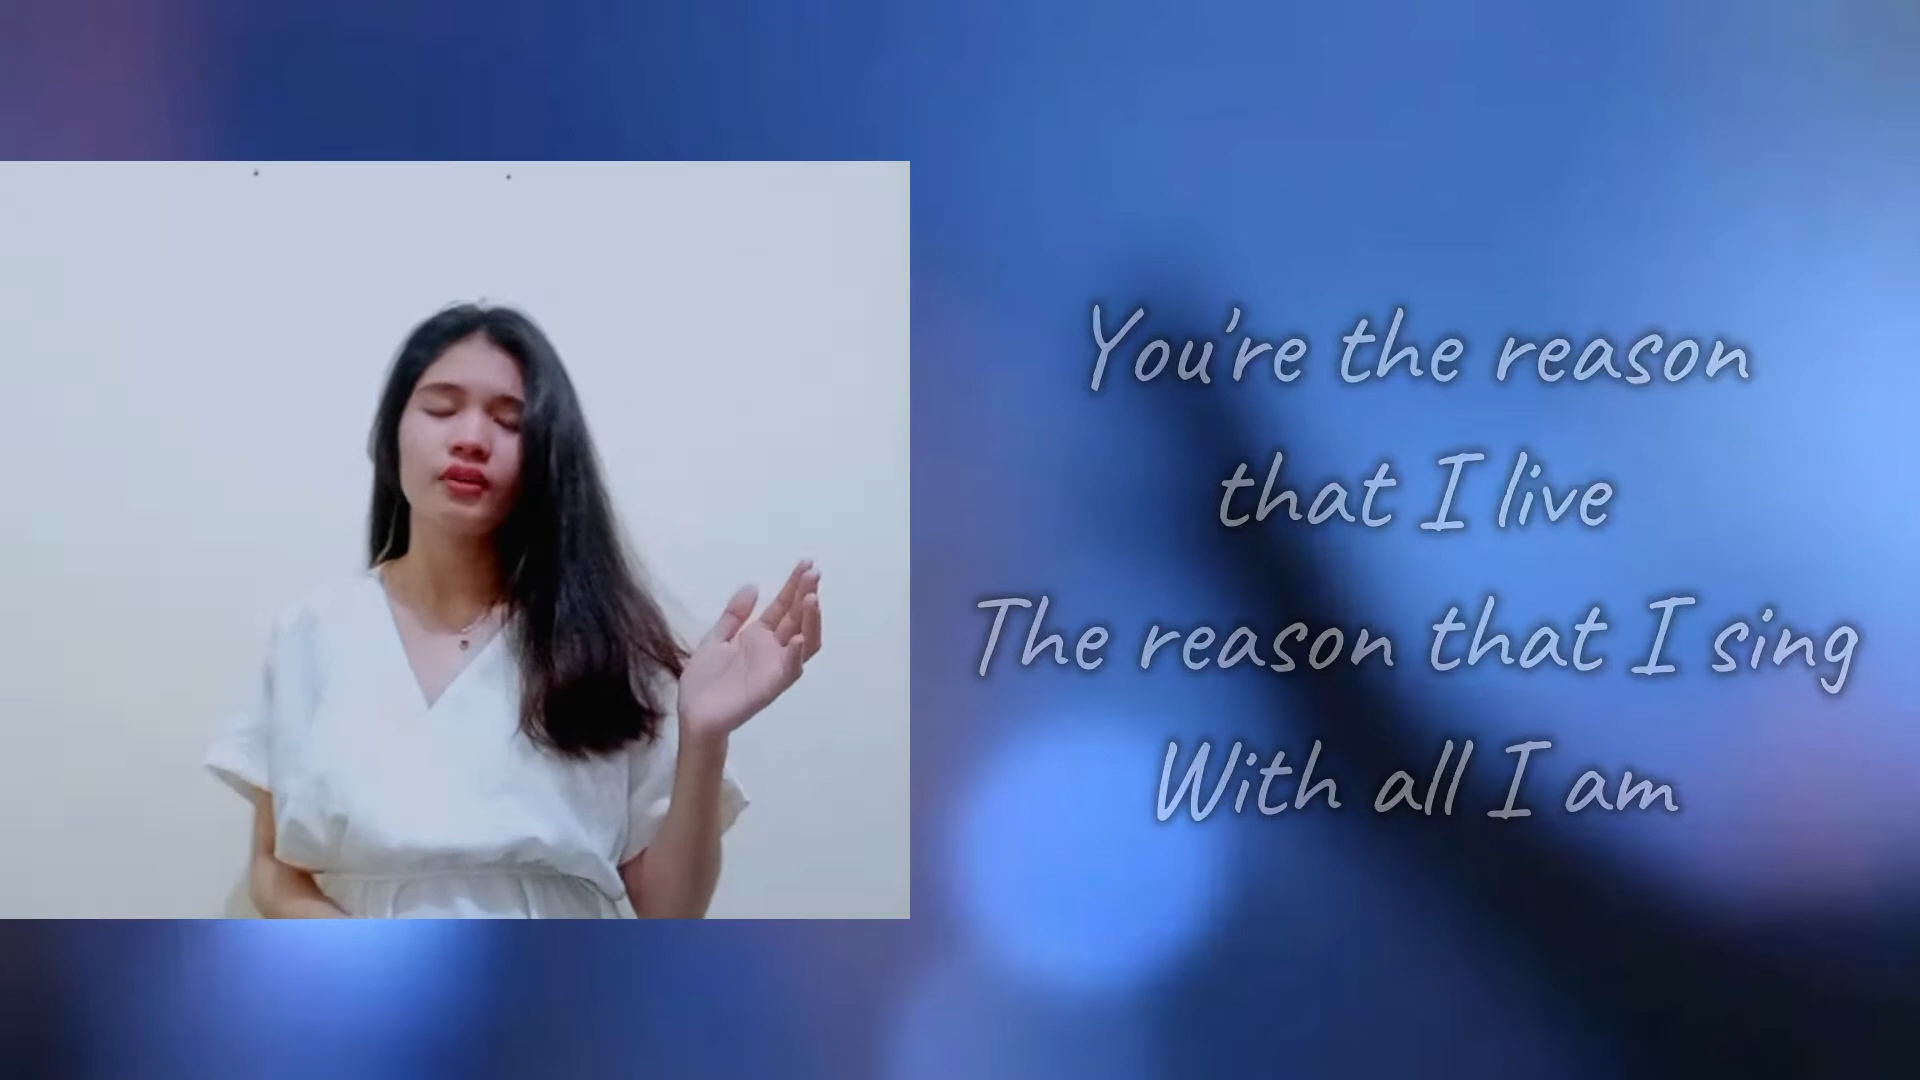 You're the reason
that I live
The reason that I sing
With all I am